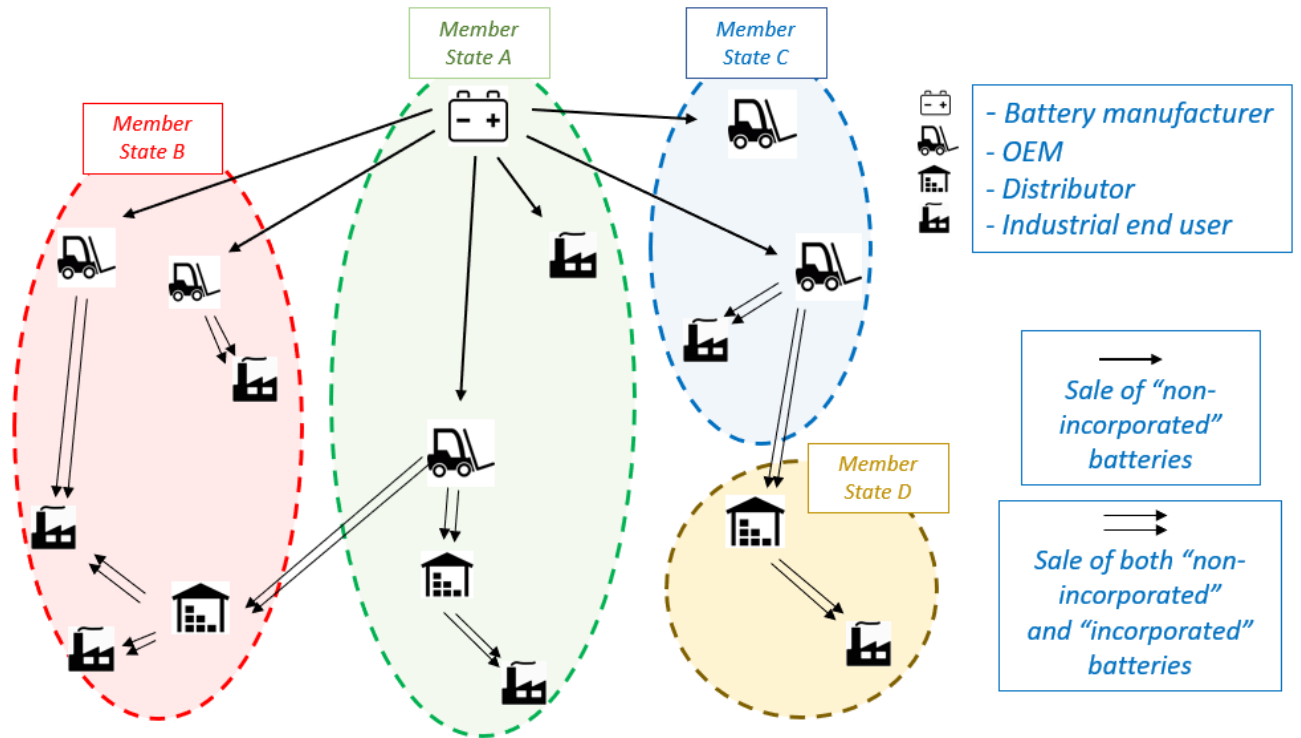 Member
State A
Member
State C
Member
State B
- Battery manufacturer
- OEM
- Distributor
- Industrial end user
Sale of “non-
incorporated”
batteries
Member
State D
Sale of both “non-
incorporated”
and “incorporated”
batteries